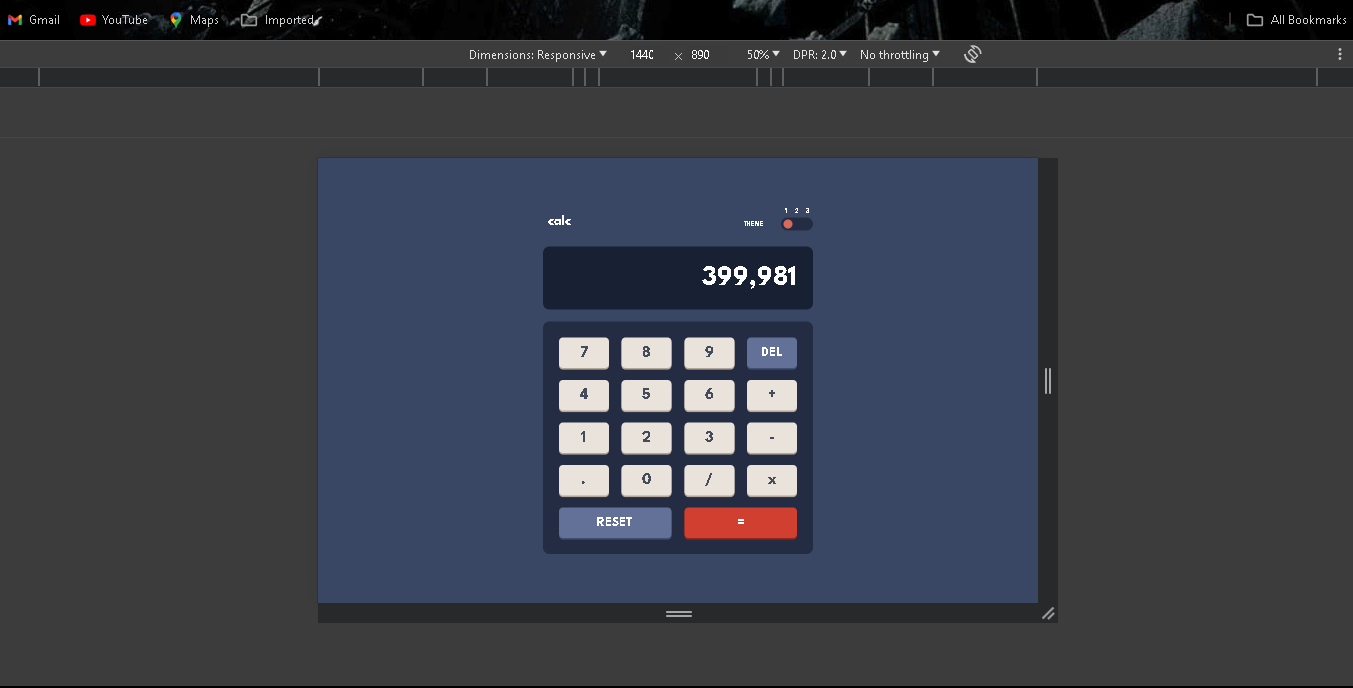 Gmail YouTube Maps Imported All Bookmarks
Dimensions: Responsive 1440 × 890 50% DPR: 2.0 No throttling
1 2 3
calc THEME
399,981
7 8 9 DEL
4 5 6 +
1 2 3 -
. 0 / x
RESET =